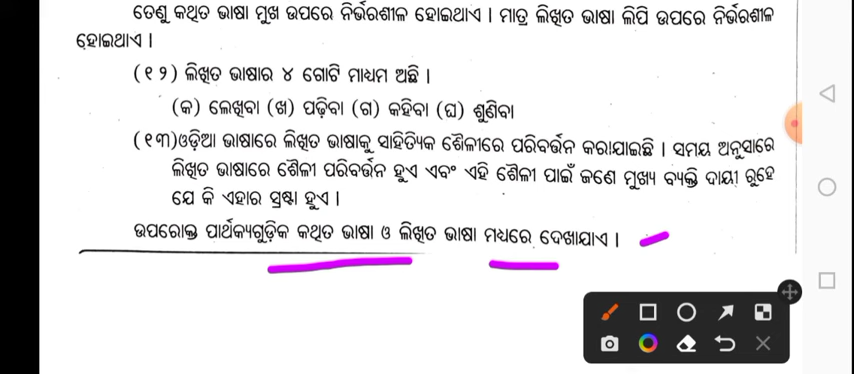 ତେଣୁ କଥିତ ଭାଷା ମୁଖ ଉପରେ ନିର୍ଭରଶୀଳ ହୋଇଥାଏ । ମାତ୍ର ଲିଖିତ ଭାଷା ଲିପି ଉପରେ ନିର୍ଭରଶୀଳ
ହୋଇଥାଏ ।
(୧୨) ଲିଖିତ ଭାଷାର ୪ ଗୋଟି ମାଧ୍ୟମ ଅଛି ।
(କ) ଲେଖିବା (ଖ) ପଢ଼ିବା (ଗ) କହିବା (ଘ) ଶୁଣିବା
(୧୩)ଓଡ଼ିଆ ଭାଷାରେ ଲିଖିତ ଭାଷାକୁ ସାହିତ୍ୟିକ ଶୈଳୀରେ ପରିବର୍ତ୍ତନ କରାଯାଇଛି । ସମୟ ଅନୁସାରେ
ଲିଖିତ ଭାଷାରେ ଶୈଳୀ ପରିବର୍ତ୍ତନ ହୁଏ ଏବଂ ଏହି ଶୈଳୀ ପାଇଁ ଜଣେ ମୁଖ୍ୟ ବ୍ୟକ୍ତି ଦାୟୀ ରୁହେ
ଯେ କି ଏହାର ସ୍ରଷ୍ଟା ହୁଏ ।
ଉପରୋକ୍ତ ପାର୍ଥକ୍ୟଗୁଡ଼ିକ କଥିତ ଭାଷା ଓ ଲିଖିତ ଭାଷା ମଧ୍ୟରେ ଦେଖାଯାଏ ।